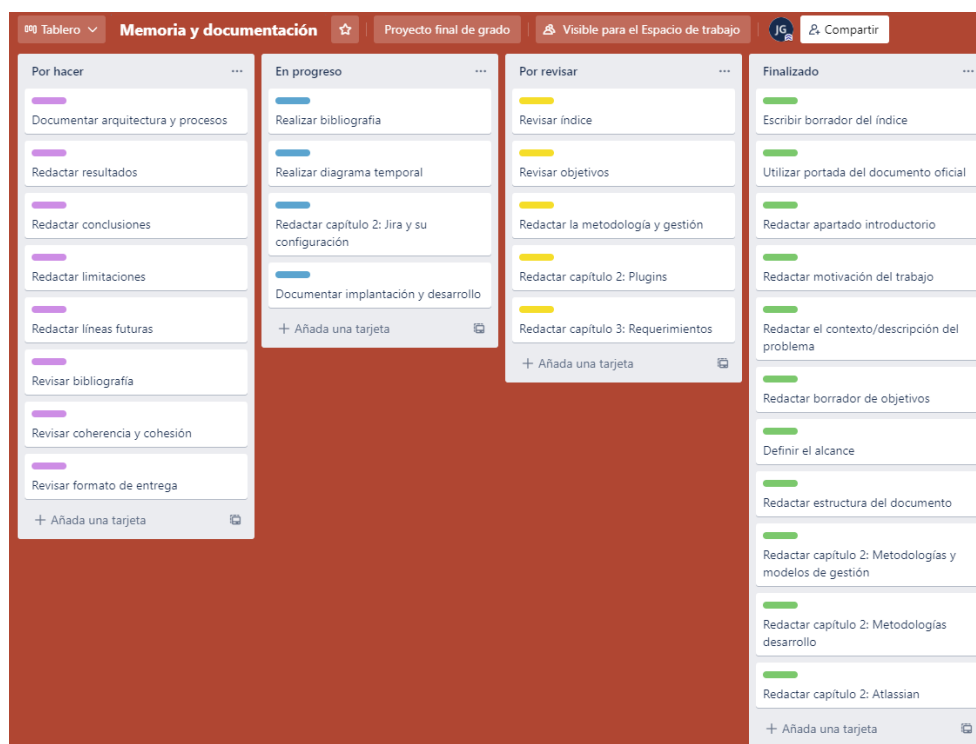 Tablero
Memoria y documentación
Proyecto final de grado
Visible para el Espacio de trabajo
JG
Compartir
Por hacer
Documentar arquitectura y procesos
Redactar resultados
Redactar conclusiones
Redactar limitaciones
Redactar líneas futuras
Revisar bibliografía
Revisar coherencia y cohesión
Revisar formato de entrega
+ Añada una tarjeta
En progreso
Realizar bibliografia
Realizar diagrama temporal
Redactar capítulo 2: Jira y su
configuración
Documentar implantación y desarrollo
+ Añada una tarjeta
Por revisar
Revisar índice
Revisar objetivos
Redactar la metodología y gestión
Redactar capítulo 2: Plugins
Redactar capítulo 3: Requerimientos
+ Añada una tarjeta
Finalizado
Escribir borrador del índice
Utilizar portada del documento oficial
Redactar apartado introductorio
Redactar motivación del trabajo
Redactar el contexto/descripción del
problema
Redactar borrador de objetivos
Definir el alcance
Redactar estructura del documento
Redactar capítulo 2: Metodologías y
modelos de gestión
Redactar capítulo 2: Metodologías
desarrollo
Redactar capítulo 2: Atlassian
+ Añada una tarjeta